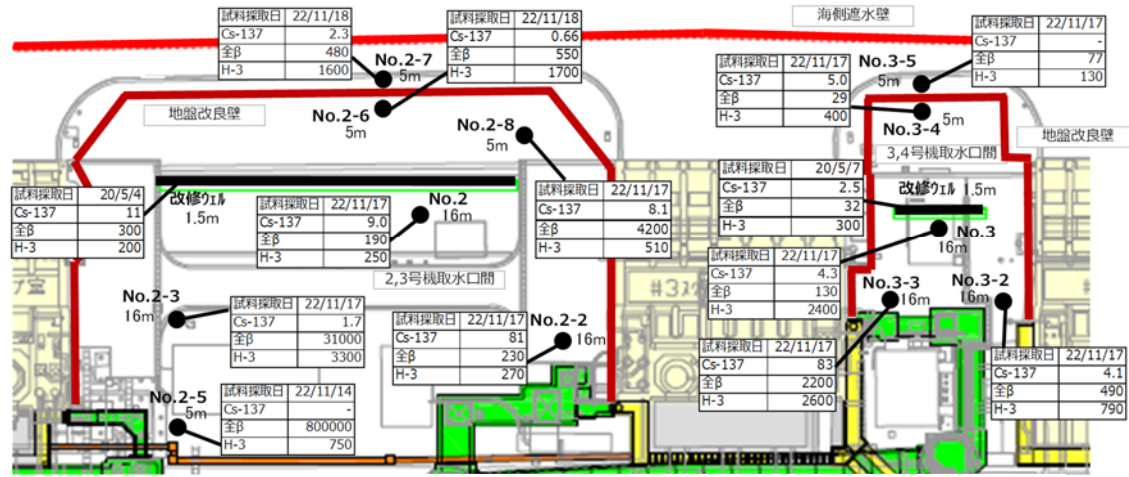 海側遮水壁
試料採取日 22/11/18
Cs-137 2.3
全β 480
H-3 1600
No.2-7
5m
試料採取日 22/11/18
Cs-137 0.66
全β 550
H-3 1700
No.2-6
5m
地盤改良壁
No.2-8
5m
試料採取日 22/11/17
Cs-137 5.0
全β 29
H-3 400
No.3-5
5m
試料採取日 22/11/17
Cs-137 -
全β 77
H-3 130
No.3-4
5m
地盤改良壁
3,4号機取水口間
試料採取日 20/5/4
Cs-137 11
全β 300
H-3 200
改修ウェル
1.5m
試料採取日 22/11/17
Cs-137 9.0
全β 190
H-3 250
No.2
16m
試料採取日 22/11/17
Cs-137 8.1
全β 4200
H-3 510
試料採取日 20/5/7
Cs-137 2.5
全β 32
H-3 300
改修ウェル 1.5m
No.3
16m
2,3号機取水口間
試料採取日 22/11/17
Cs-137 4.3
全β 130
H-3 2400
No.2-3
16m
試料採取日 22/11/17
Cs-137 1.7
全β 31000
H-3 3300
試料採取日 22/11/17
Cs-137 81
全β 230
H-3 270
No.2-2
16m
No.3-3
16m
No.3-2
16m
試料採取日 22/11/17
Cs-137 83
全β 2200
H-3 2600
試料採取日 22/11/17
Cs-137 4.1
全β 490
H-3 790
No.2-5
5m
試料採取日 22/11/14
Cs-137 -
全β 800000
H-3 750